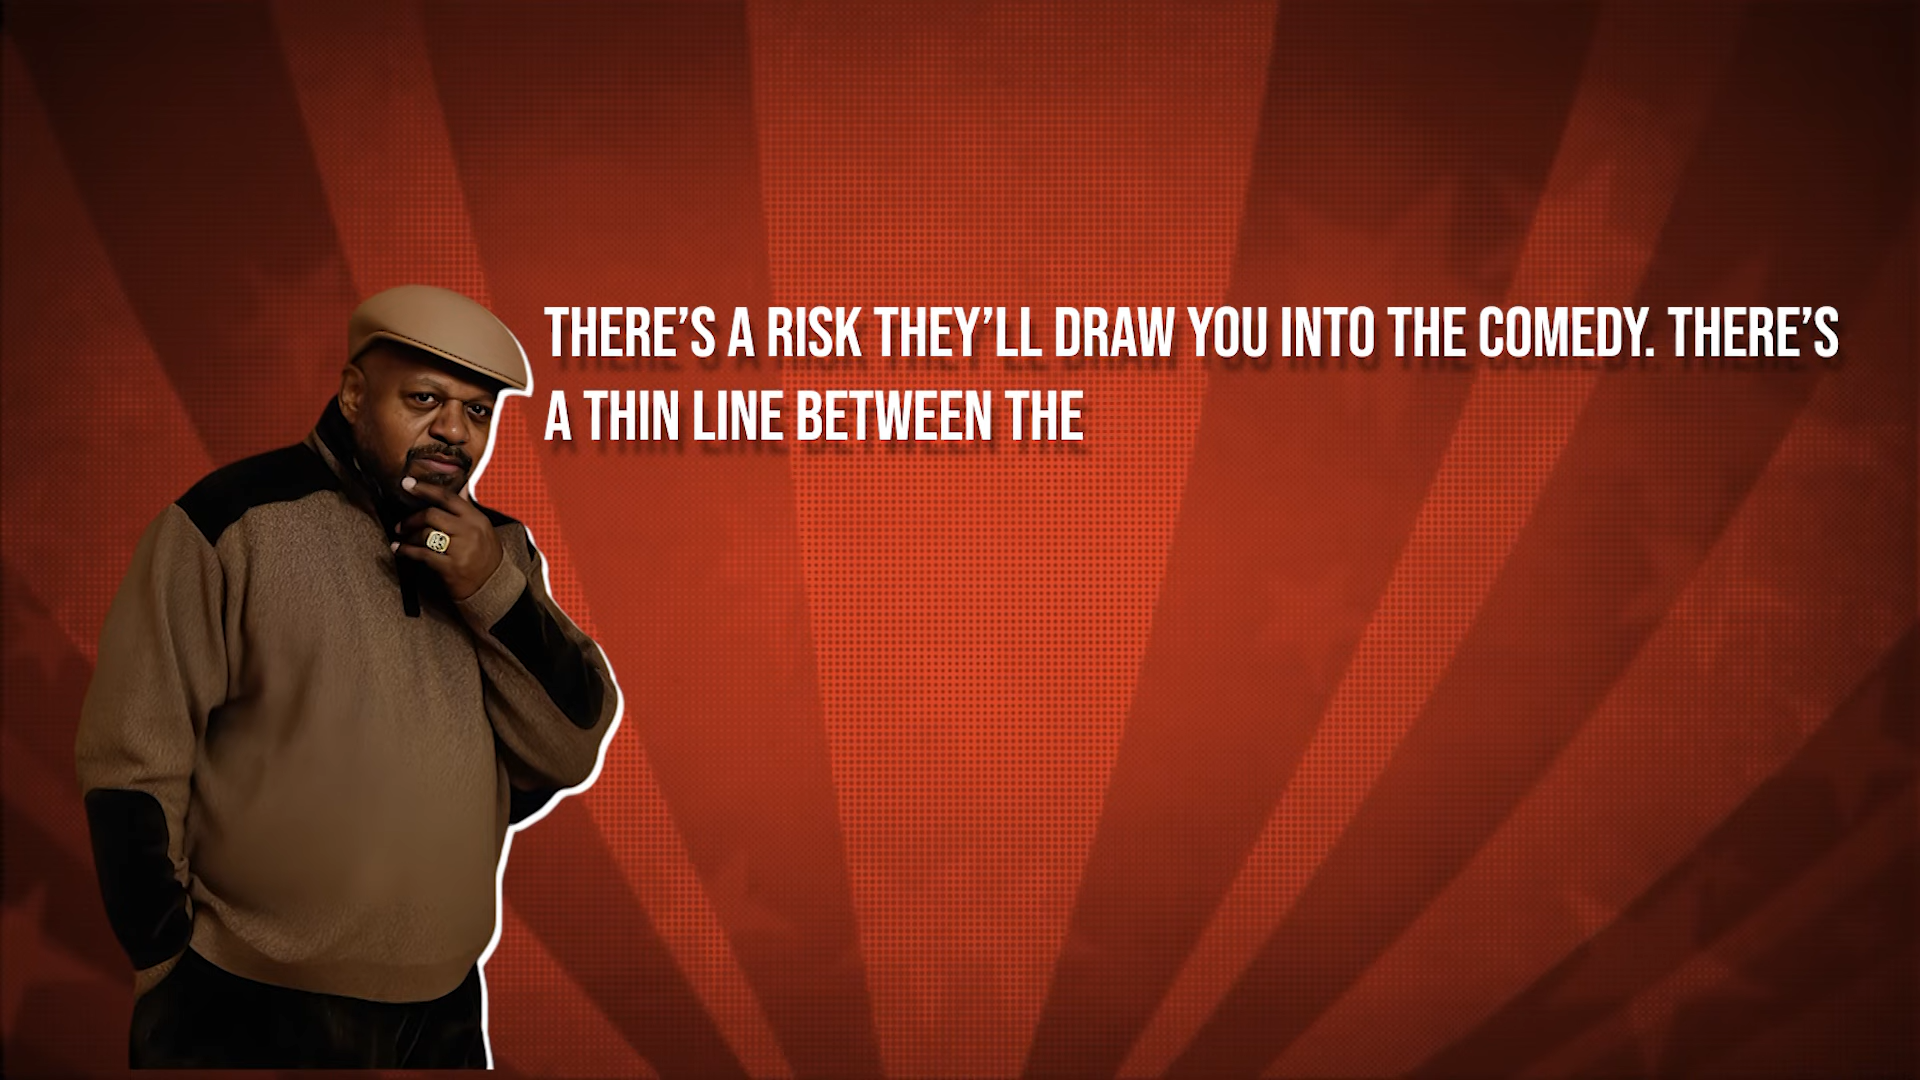 THERE’S A RISK THEY’LL DRAW YOU INTO THE COMEDY. THERE’S
A THIN LINE BETWEEN THE